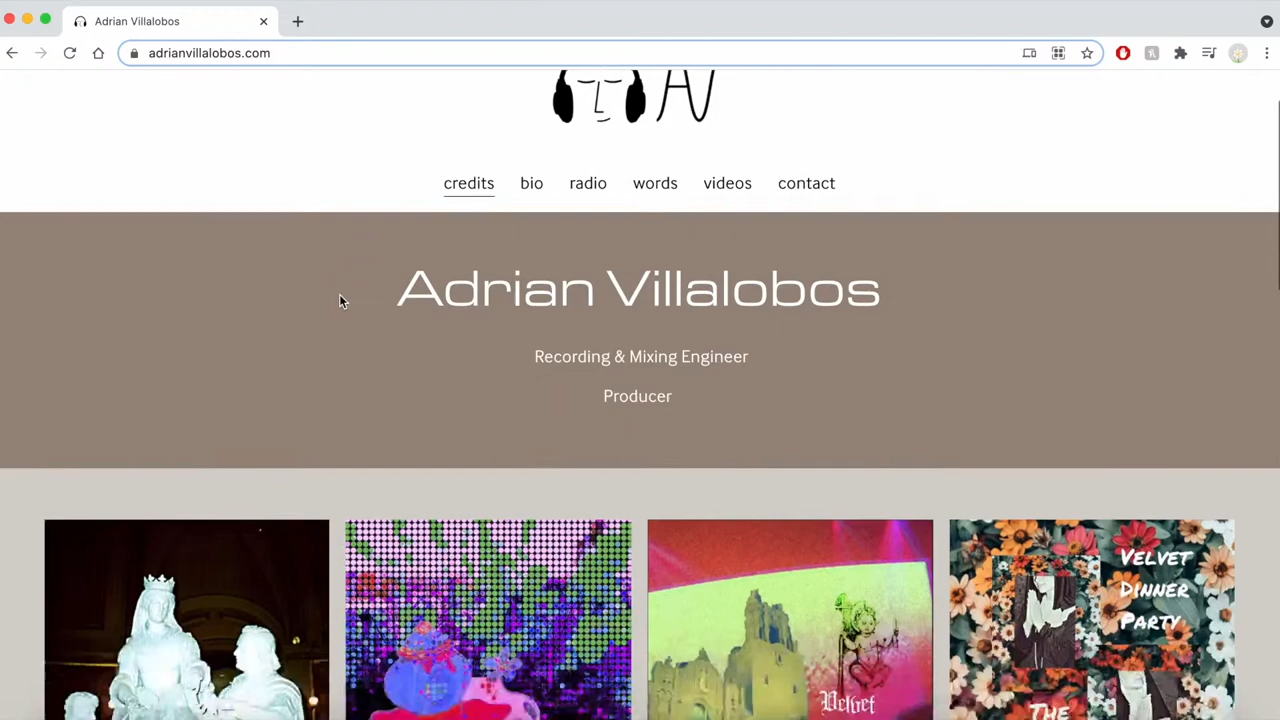 Adrian Villalobos
adrianvillalobos.com
AV
credits bio radio words videos contact
Adrian Villalobos
Recording & Mixing Engineer
Producer
Velvet
VELVET
DINNER
PARTY
THE